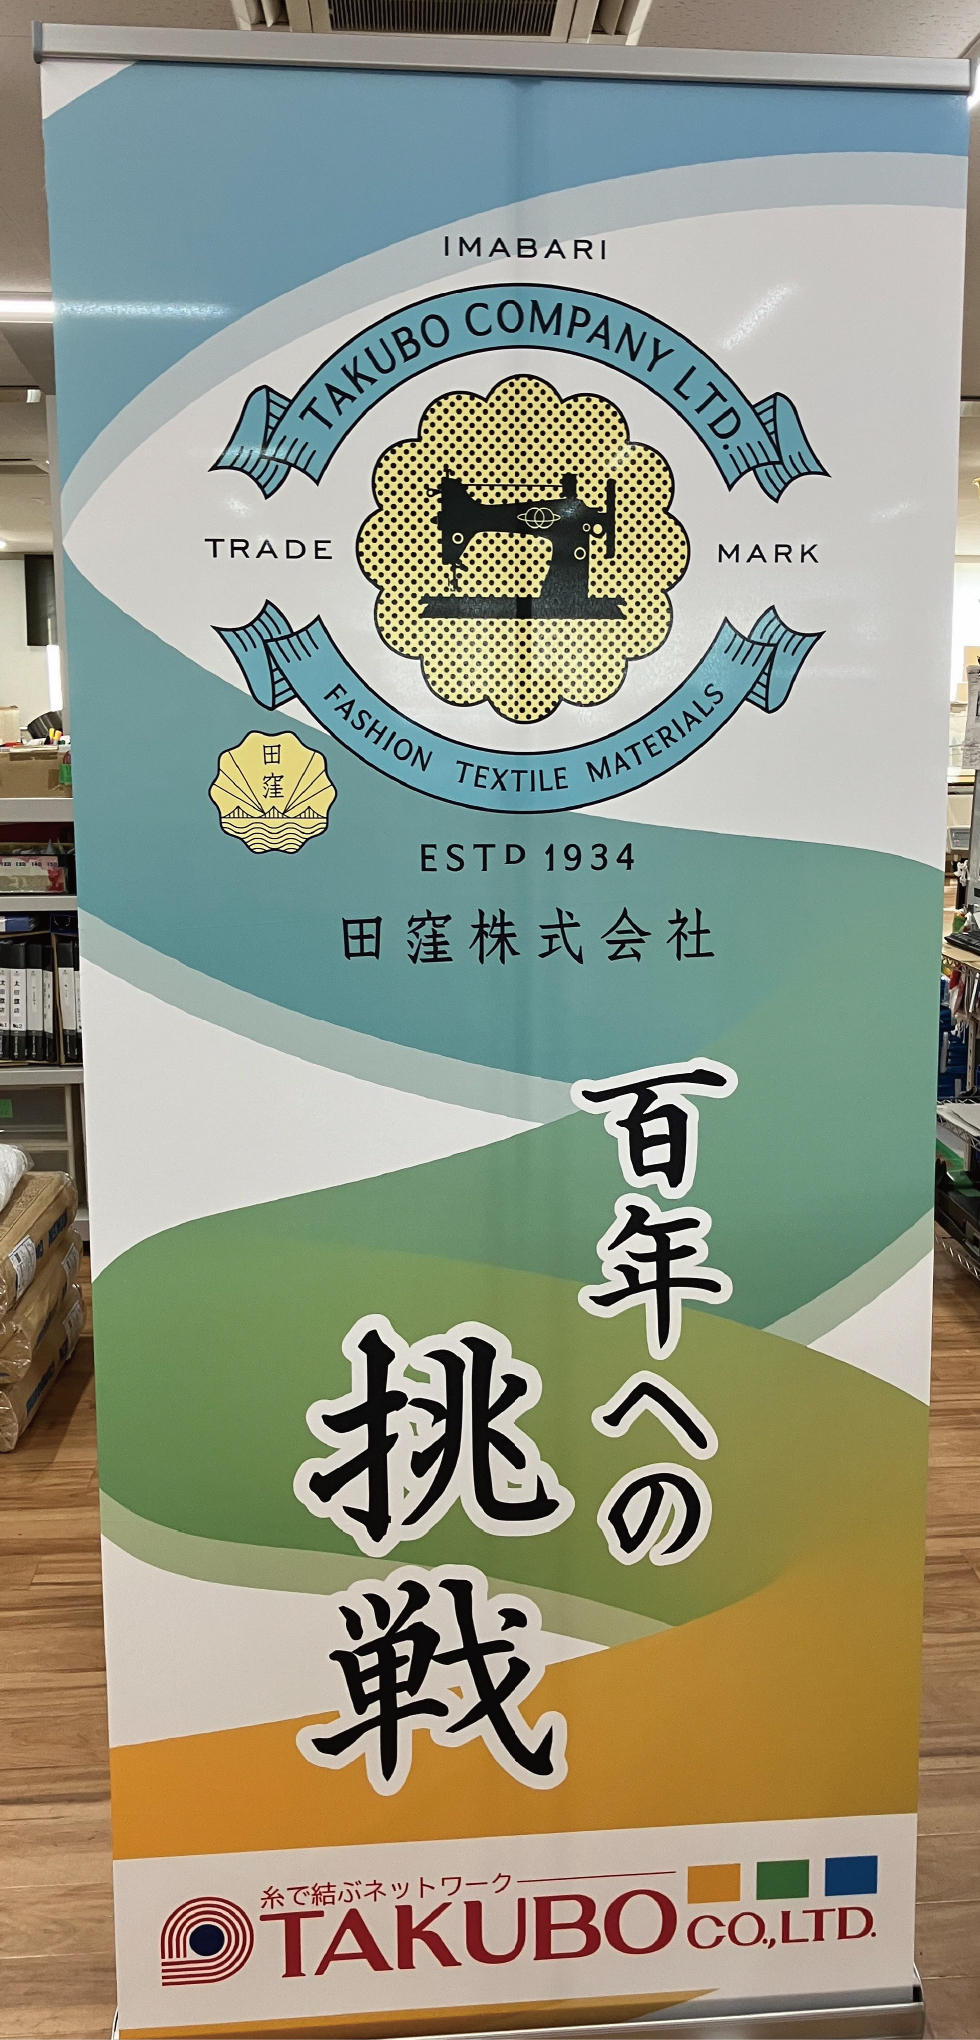 IMABARI
TAKUBO COMPANY LTD.
TRADE MARK
FASHION TEXTILE MATERIALS
田窪
ESTD 1934
田窪株式会社
百年への
挑戦
糸で結ぶネットワーク
TAKUBO CO.,LTD.